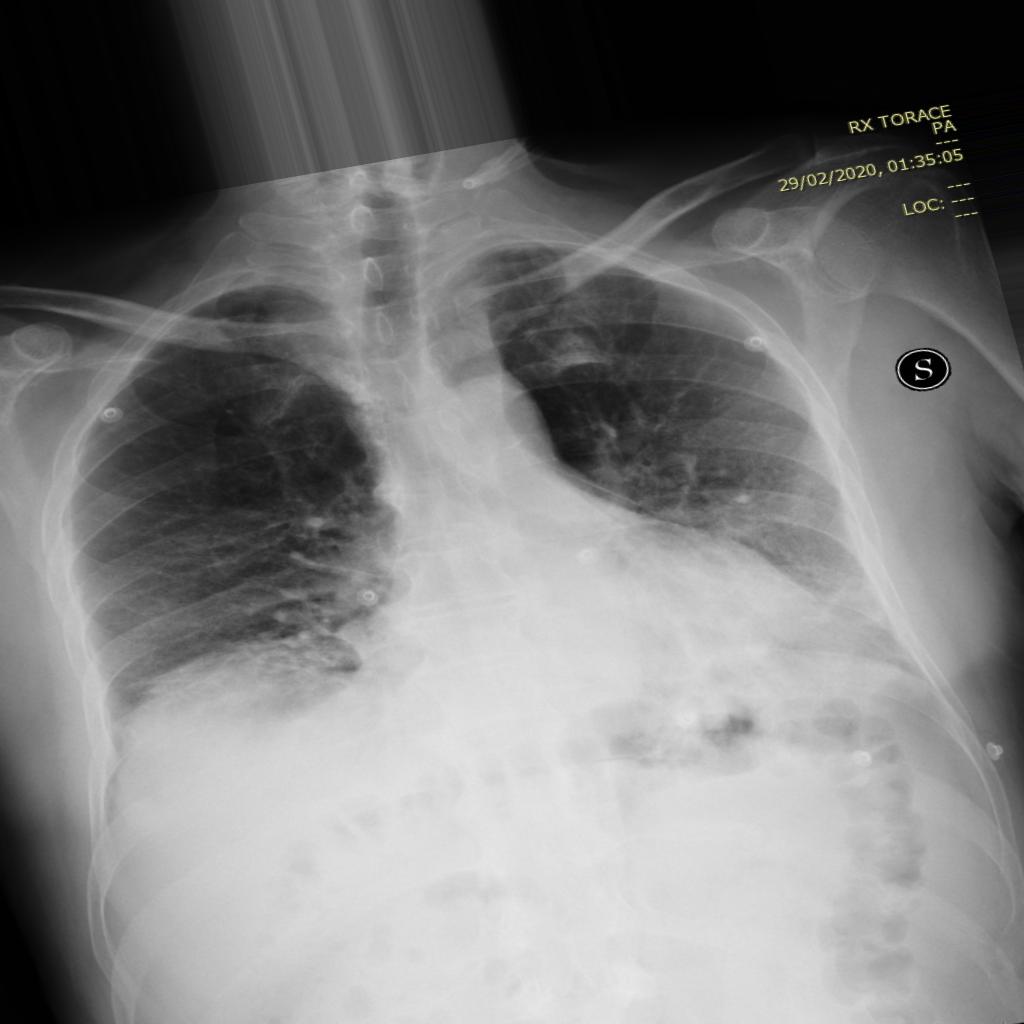 RX TORACE
PA
---
29/02/2020, 01:35:05
---
LOC: ---
---
S